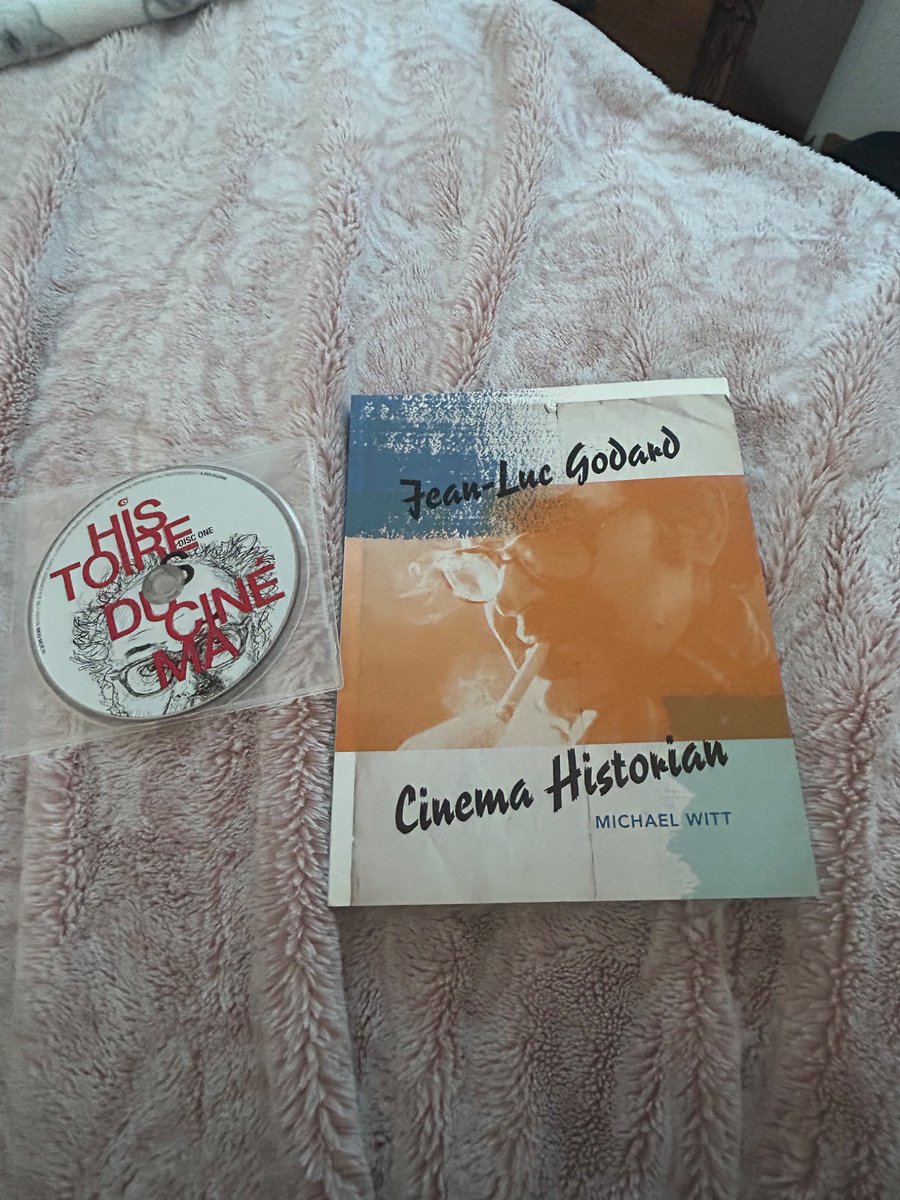 HiS
TOIRE
S
DU CINÉ
MA
DISC ONE
Jean-Luc Godard
Cinema Historian
MICHAEL WITT